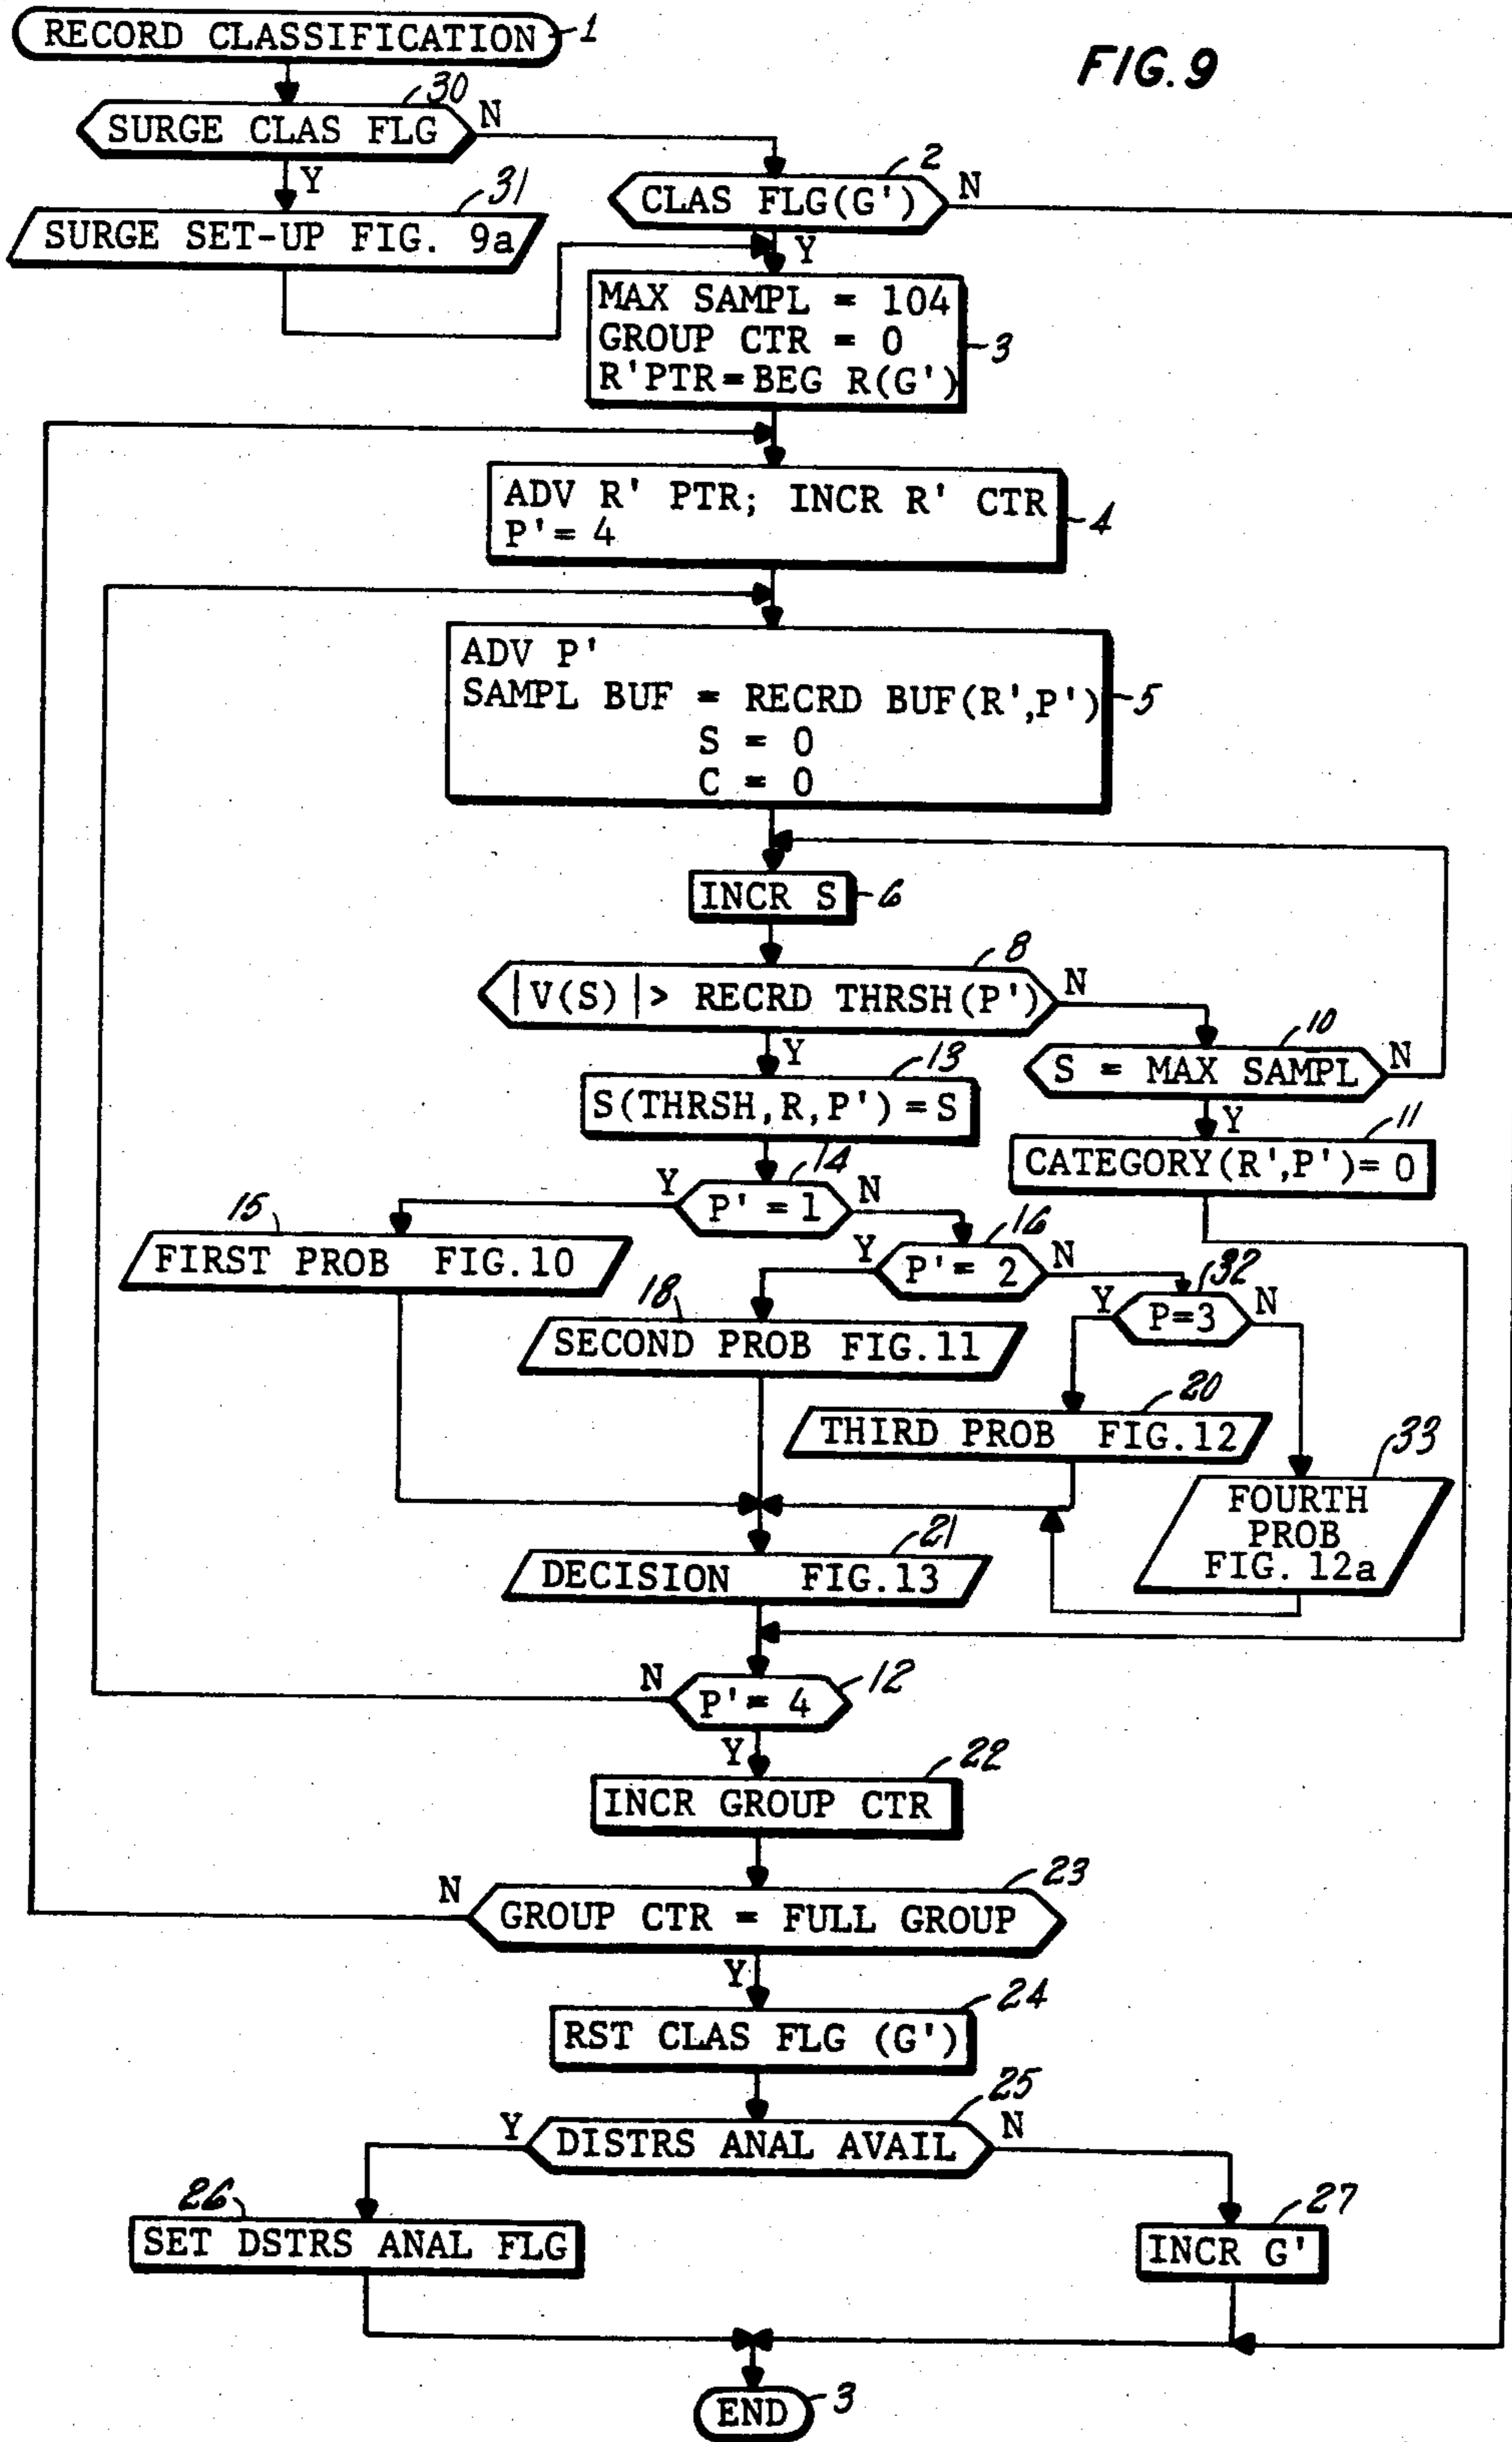 RECORD CLASSIFICATION 1
FIG. 9
30
SURGE CLAS FLG N
Y
2
CLAS FLG(G') N
31
SURGE SET-UP FIG. 9a
Y
MAX SAMPL = 104
GROUP CTR = 0
R'PTR=BEG R(G')
3
ADV R' PTR; INCR R' CTR
P'= 4
4
ADV P'
SAMPL BUF = RECRD BUF(R',P')
S = 0
C = 0
5
INCR S 6
8
|V(S)|> RECRD THRSH(P') N
Y
10
S = MAX SAMPL N
Y
13
S(THRSH,R,P')=S
11
CATEGORY(R',P')= 0
14
Y P'=1 N
15
FIRST PROB FIG.10
16
Y P'= 2 N
18
SECOND PROB FIG.11
32
Y P=3 N
20
THIRD PROB FIG.12
33
FOURTH
PROB
FIG. 12a
21
DECISION FIG.13
N P'= 4 12
Y
22
INCR GROUP CTR
23
N GROUP CTR = FULL GROUP
Y
24
RST CLAS FLG (G')
25
Y DISTRS ANAL AVAIL N
26
SET DSTRS ANAL FLG
27
INCR G'
END 3